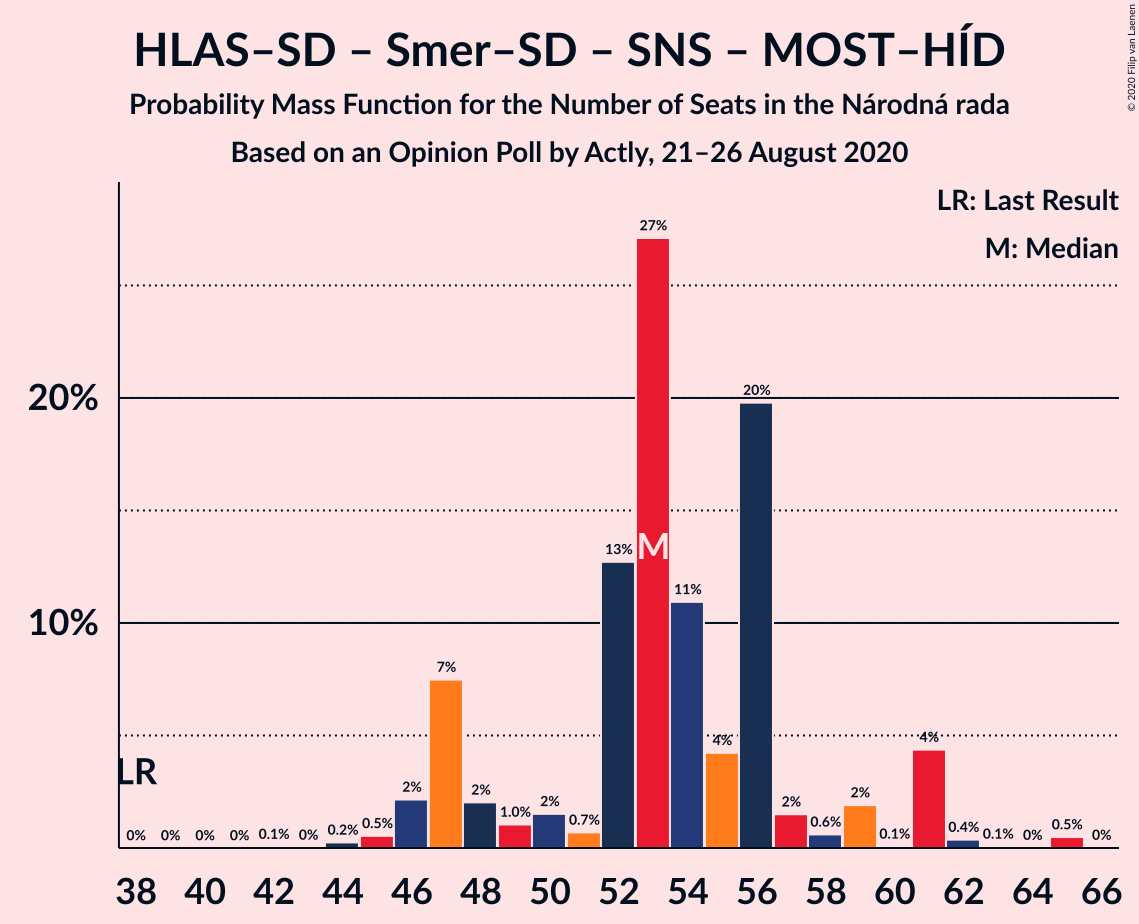 HLAS–SD – Smer–SD – SNS – MOST–HÍD
Probability Mass Function for the Number of Seats in the Národná rada
Based on an Opinion Poll by Actly, 21–26 August 2020
© 2020 Filip van Laenen
LR: Last Result
M: Median
20%
10%
LR
M
0% 0% 0% 0% 0.1% 0% 0.2% 0.5% 2% 7% 2% 1.0% 2% 0.7% 13% 27% 11% 4% 20% 2% 0.6% 2% 0.1% 4% 0.4% 0.1% 0% 0.5% 0%
38 40 42 44 46 48 50 52 54 56 58 60 62 64 66